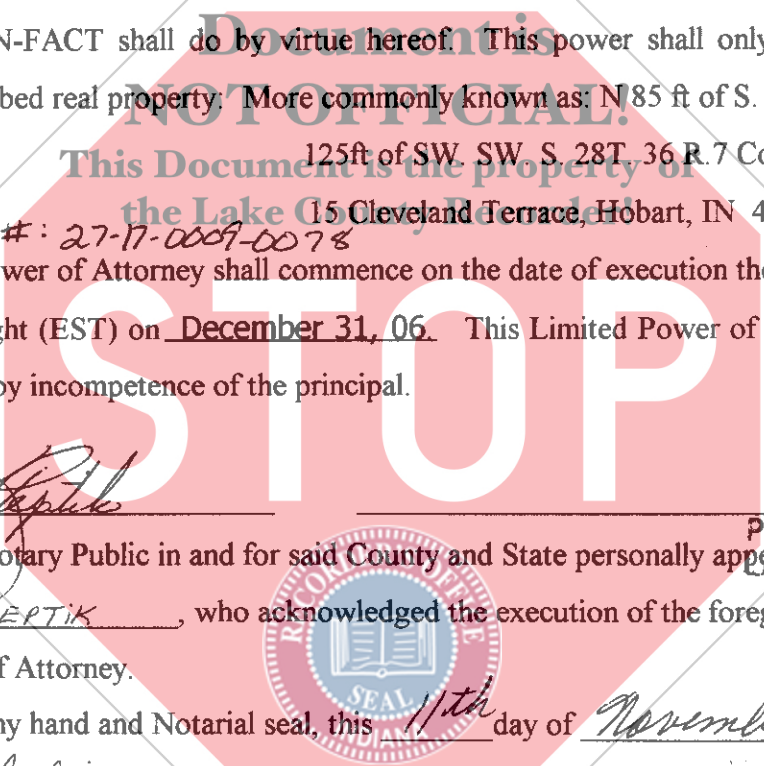 N-FACT shall do by virtue hereof. This power shall only
Document is
bed real property: More commonly known as: N 85 ft of S.
NOT OFFICIAL!
125ft of SW. SW. S. 28T. 36 R.7 Co
This Document is the property of
15 Cleveland Terrace, Hobart, IN 4
the Lake County Recorder!
#: 27-17-0009-0078
wer of Attorney shall commence on the date of execution the
ght (EST) on December 31, 06. This Limited Power of
by incompetence of the principal.
STOP
P
otary Public in and for said County and State personally appe
EPTIK, who acknowledged the execution of the foreg
f Attorney.
RECORDER'S OFFICE
SEAL
INDIANA
ny hand and Notarial seal, this 11th day of Novemb